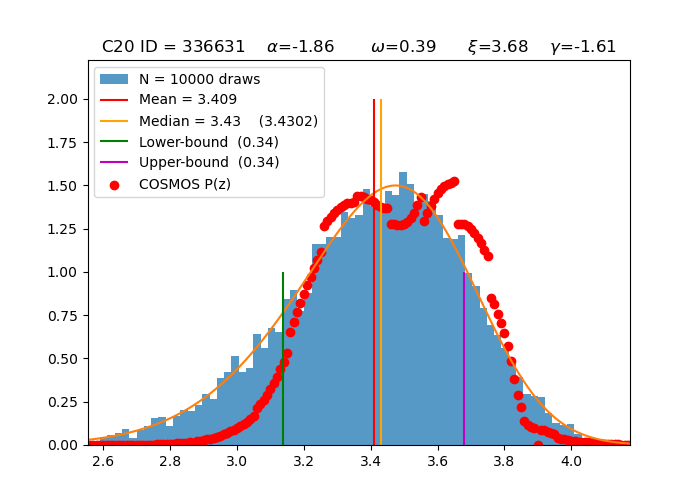 C20 ID = 336631 α=-1.86 ω=0.39 ξ=3.68 γ=-1.61
N = 10000 draws
Mean = 3.409
Median = 3.43 (3.4302)
Lower-bound (0.34)
Upper-bound (0.34)
COSMOS P(z)
2.00
1.75
1.50
1.25
1.00
0.75
0.50
0.25
0.00
2.6 2.8 3.0 3.2 3.4 3.6 3.8 4.0